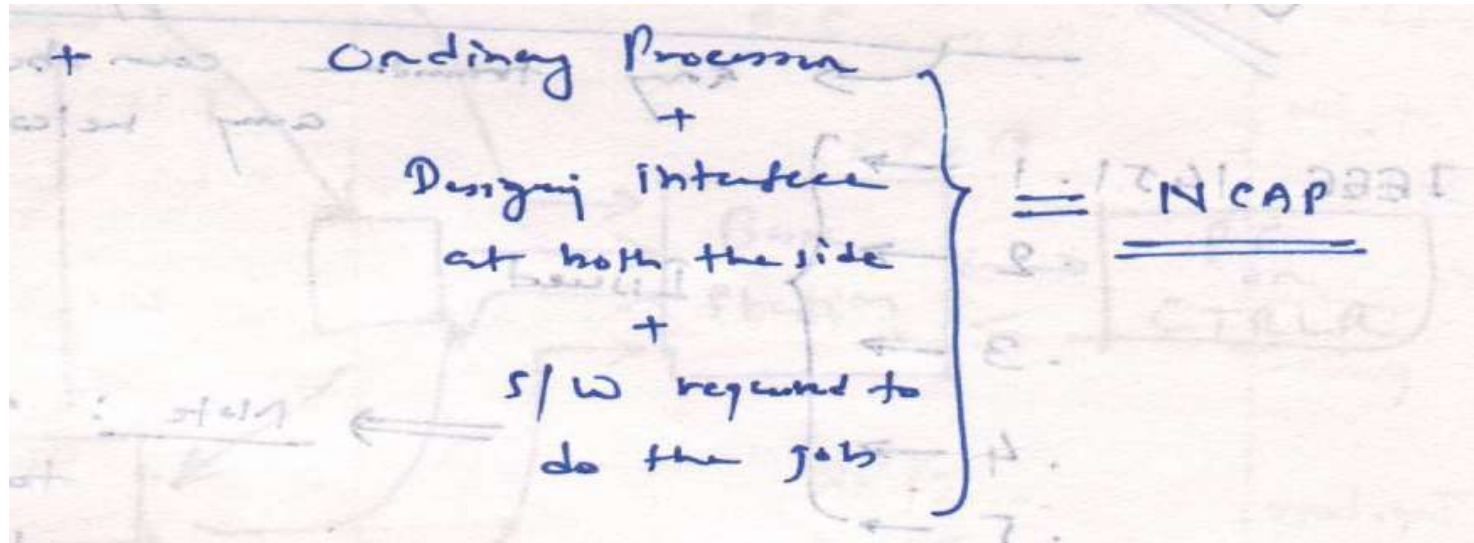 + Ordinary Processor
+
Designing interface
at both the side
+
S/W required to
do the job
= NCAP